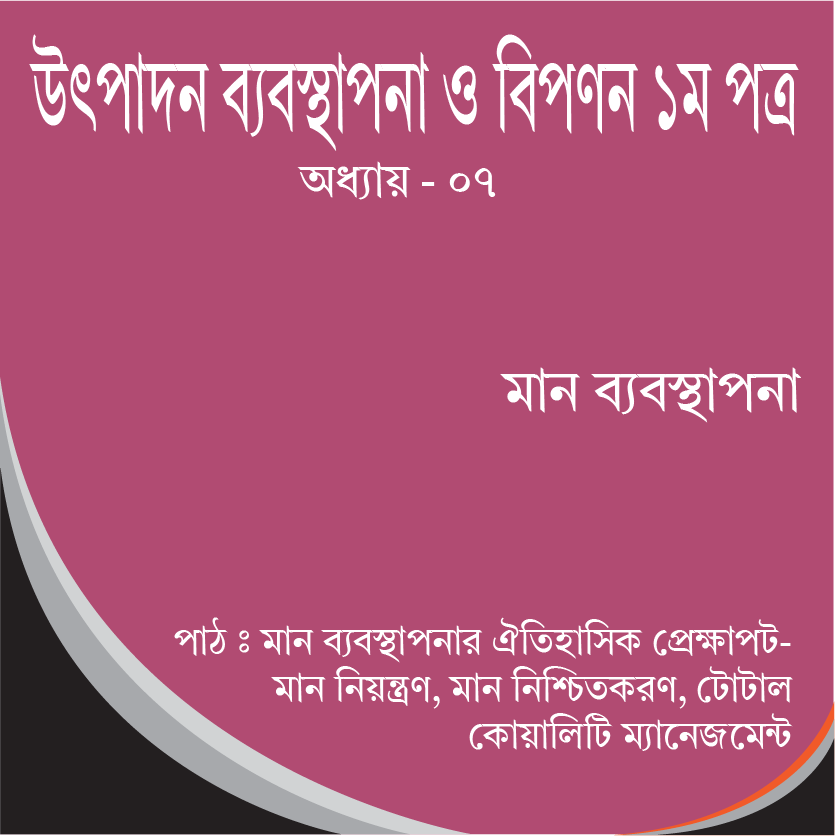 উৎপাদন ব্যবস্থাপনা ও বিপণন ১ম পত্র
অধ্যায় - ০৭
মান ব্যবস্থাপনা
পাঠ ঃ মান ব্যবস্থাপনার ঐতিহাসিক প্রেক্ষাপট-
মান নিয়ন্ত্রণ, মান নিশ্চিতকরণ, টোটাল
কোয়ালিটি ম্যানেজমেন্ট